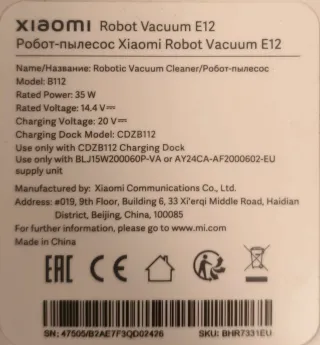 xiaomi Robot Vacuum E12
Робот-пылесос Xiaomi Robot Vacuum E12
Name/Название: Robotic Vacuum Cleaner/Робот-пылесос
Model: B112
Rated Power: 35 W
Rated Voltage: 14.4 V⎓
Charging Voltage: 20 V⎓
Charging Dock Model: CDZB112
Use only with CDZB112 Charging Dock
Use only with BLJ15W200060P-VA or AY24CA-AF2000602-EU
supply unit
Manufactured by: Xiaomi Communications Co., Ltd.
Address: #019, 9th Floor, Building 6, 33 Xi'erqi Middle Road, Haidian
District, Beijing, China, 100085
For further information, please go to www.mi.com
Made in China
EAC CE
SN: 47505/B2AE7P3QD02426 SKU: BHR7331EU